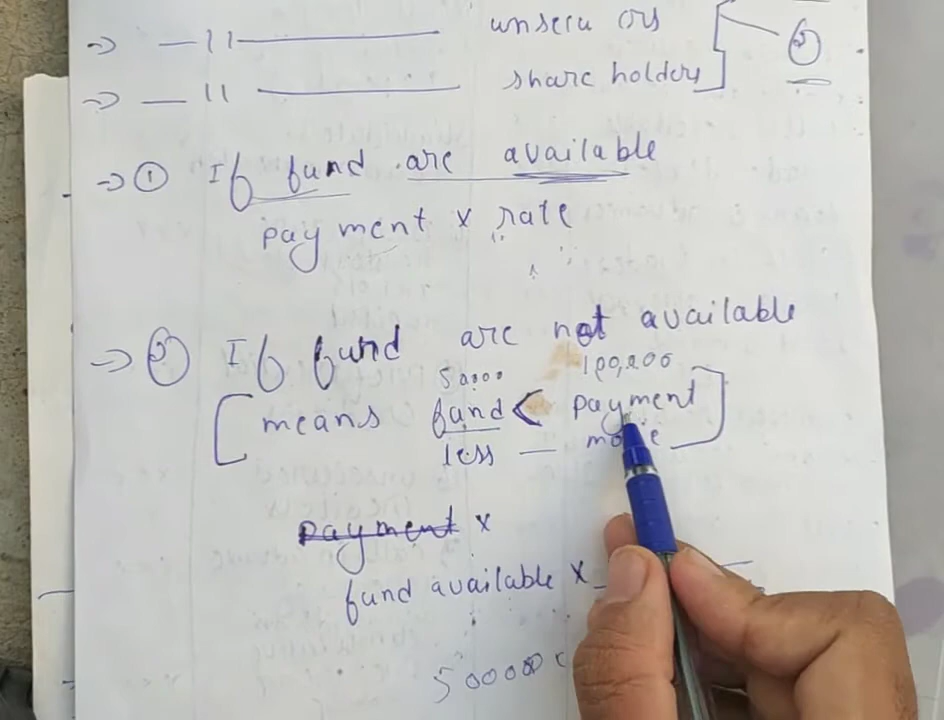 → — 11 — unsecu crs
→ — 11 — share holders
→ ① If fund are available
payment x rate
→ ② If fund are not available
50000 100,000
[means fund < payment]
less — more
payment x
fund available x
500000